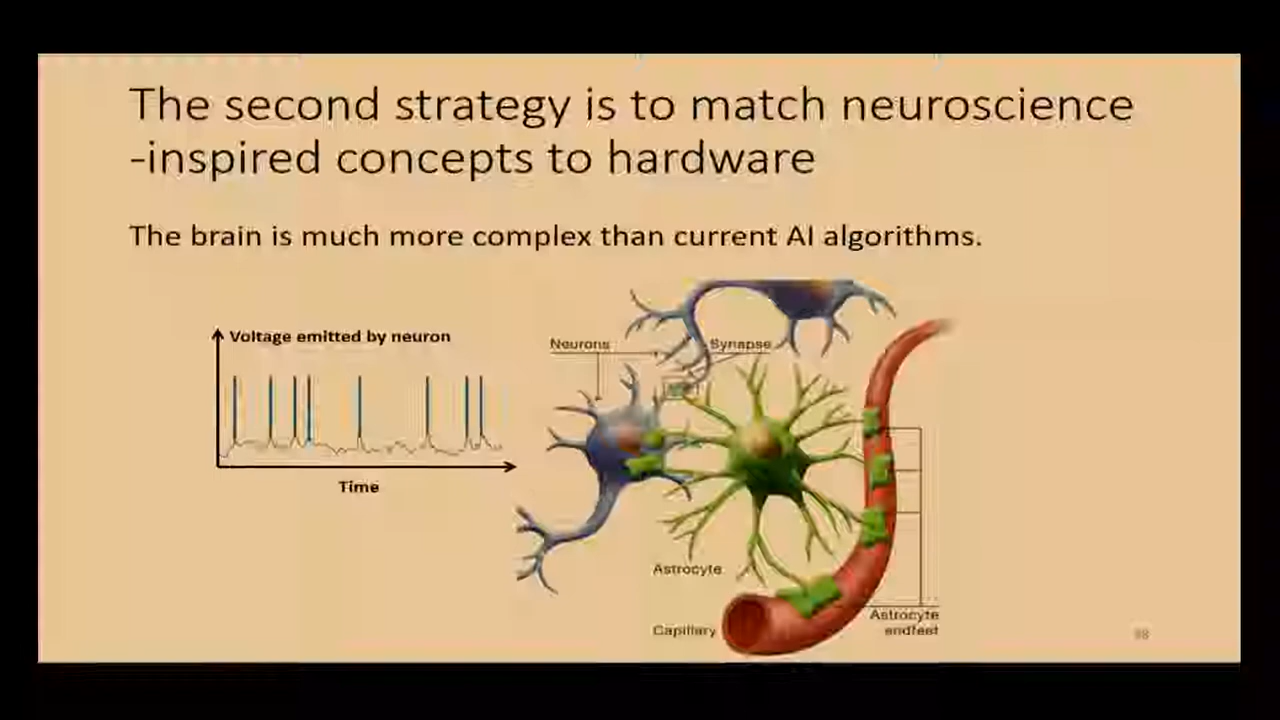 The second strategy is to match neuroscience
-inspired concepts to hardware
The brain is much more complex than current AI algorithms.
Voltage emitted by neuron
Time
Neurons
Synapse
Astrocyte
Capillary
Astrocyte
endfeet